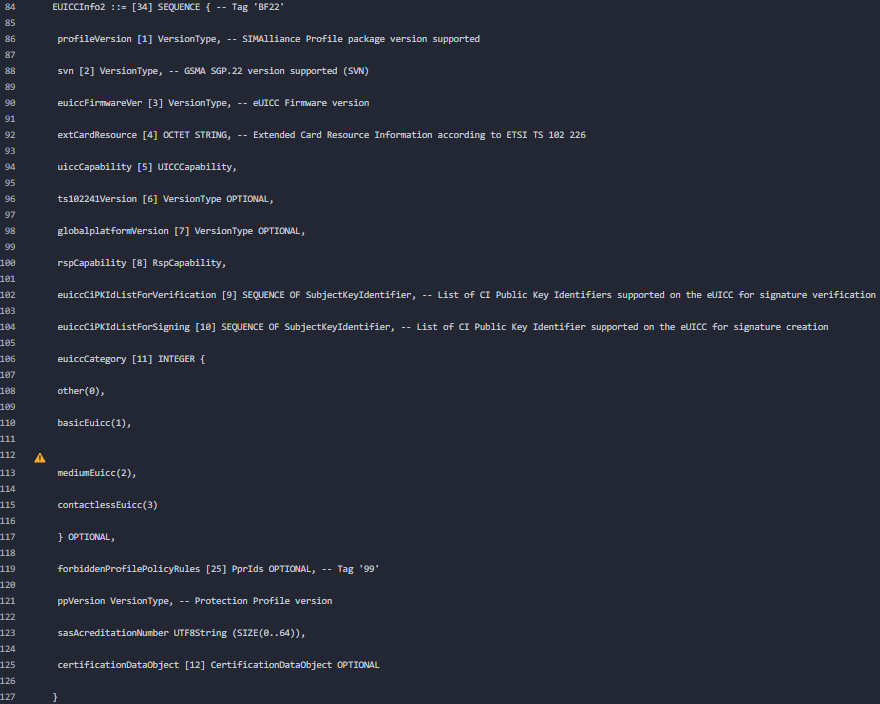 84 EUICCInfo2 ::= [34] SEQUENCE { -- Tag 'BF22'
85
86 profileVersion [1] VersionType, -- SIMAlliance Profile package version supported
87
88 svn [2] VersionType, -- GSMA SGP.22 version supported (SVN)
89
90 euiccFirmwareVer [3] VersionType, -- eUICC Firmware version
91
92 extCardResource [4] OCTET STRING, -- Extended Card Resource Information according to ETSI TS 102 226
93
94 uiccCapability [5] UICCCapability,
95
96 ts102241Version [6] VersionType OPTIONAL,
97
98 globalplatformVersion [7] VersionType OPTIONAL,
99
100 rspCapability [8] RspCapability,
101
102 euiccCiPKIdListForVerification [9] SEQUENCE OF SubjectKeyIdentifier, -- List of CI Public Key Identifiers supported on the eUICC for signature verification
103
104 euiccCiPKIdListForSigning [10] SEQUENCE OF SubjectKeyIdentifier, -- List of CI Public Key Identifier supported on the eUICC for signature creation
105
106 euiccCategory [11] INTEGER {
107
108 other(0),
109
110 basicEuicc(1),
111
112
113 mediumEuicc(2),
114
115 contactlessEuicc(3)
116
117 } OPTIONAL,
118
119 forbiddenProfilePolicyRules [25] PprIds OPTIONAL, -- Tag '99'
120
121 ppVersion VersionType, -- Protection Profile version
122
123 sasAcreditationNumber UTF8String (SIZE(0..64)),
124
125 certificationDataObject [12] CertificationDataObject OPTIONAL
126
127 }